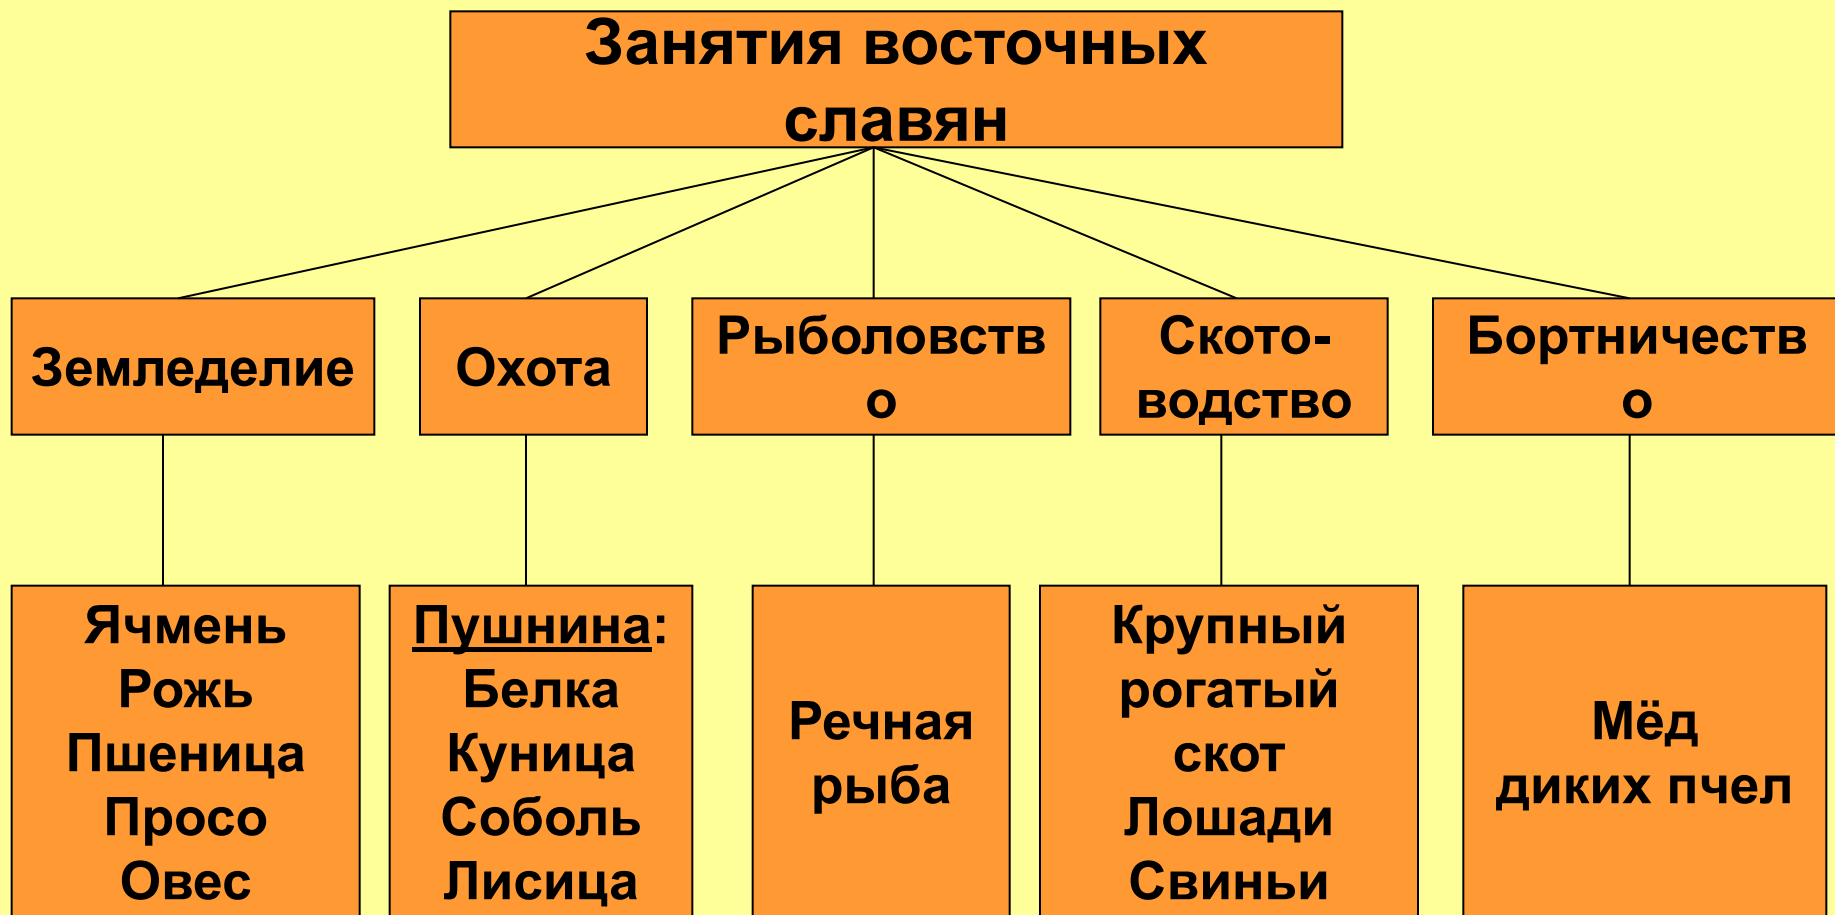 Занятия восточных
славян
Земледелие
Охота
Рыболовств
о
Ското-
водство
Бортничеств
о
Ячмень
Рожь
Пшеница
Просо
Овес
Пушнина:
Белка
Куница
Соболь
Лисица
Речная
рыба
Крупный
рогатый
скот
Лошади
Свиньи
Мёд
диких пчел